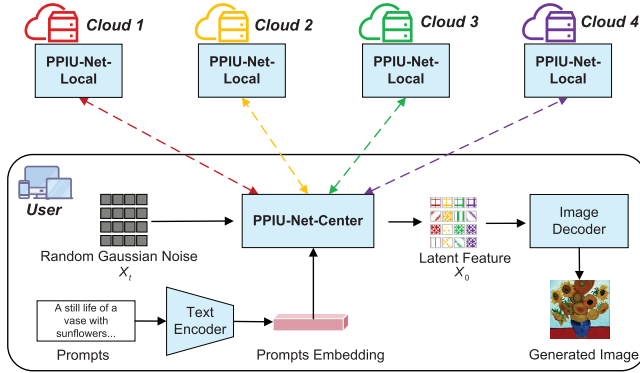 Cloud 1
Cloud 2
Cloud 3
Cloud 4
PPIU-Net-
Local
PPIU-Net-
Local
PPIU-Net-
Local
PPIU-Net-
Local
User
Random Gaussian Noise
Xt
PPIU-Net-Center
Latent Feature
X0
Image
Decoder
A still life of a
vase with
sunflowers...
Prompts
Text
Encoder
Prompts Embedding
Generated Image